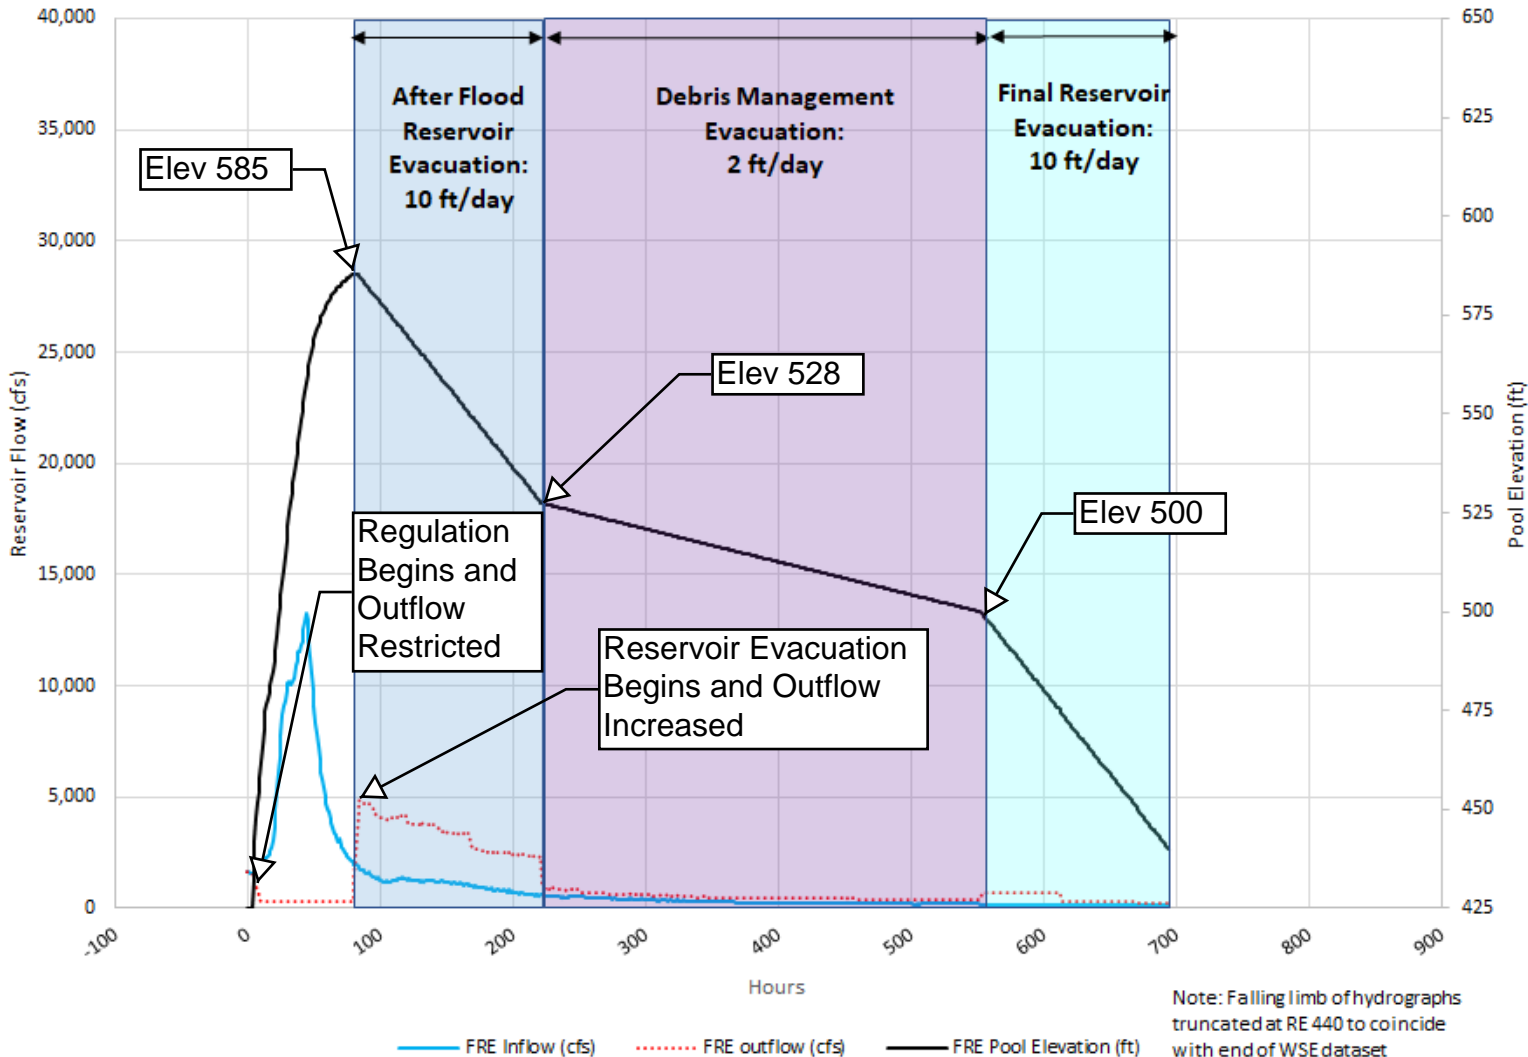 40,000
35,000
30,000
25,000
20,000
15,000
10,000
5,000
0
Reservoir Flow (cfs)
650
625
600
575
550
525
500
475
450
425
Pool Elevation (ft)
After Flood
Reservoir
Evacuation:
10 ft/day
Debris Management
Evacuation:
2 ft/day
Final Reservoir
Evacuation:
10 ft/day
Elev 585
Elev 528
Elev 500
Regulation
Begins and
Outflow
Restricted
Reservoir Evacuation
Begins and Outflow
Increased
-100
0
100
200
300
400
500
600
700
800
900
Hours
FRE Inflow (cfs)
FRE outflow (cfs)
FRE Pool Elevation (ft)
Note: Falling limb of hydrographs
truncated at RE 440 to coincide
with end of WSE dataset